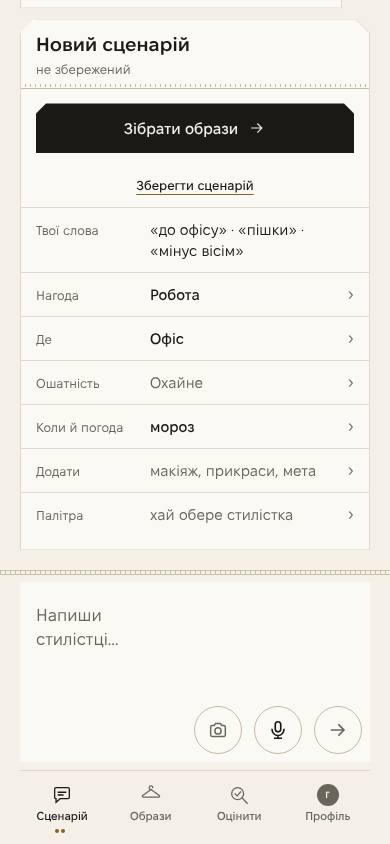 Новий сценарій
не збережений
Зібрати образи →
Зберегти сценарій
Твої слова
«до офісу» · «пішки» ·
«мінус вісім»
Нагода
Робота
Де
Офіс
Ошатність
Охайне
Коли й погода
мороз
Додати
макіяж, прикраси, мета
Палітра
хай обере стилістка
Напиши
стилістці...
Сценарій
Образи
Оцінити
г
Профіль